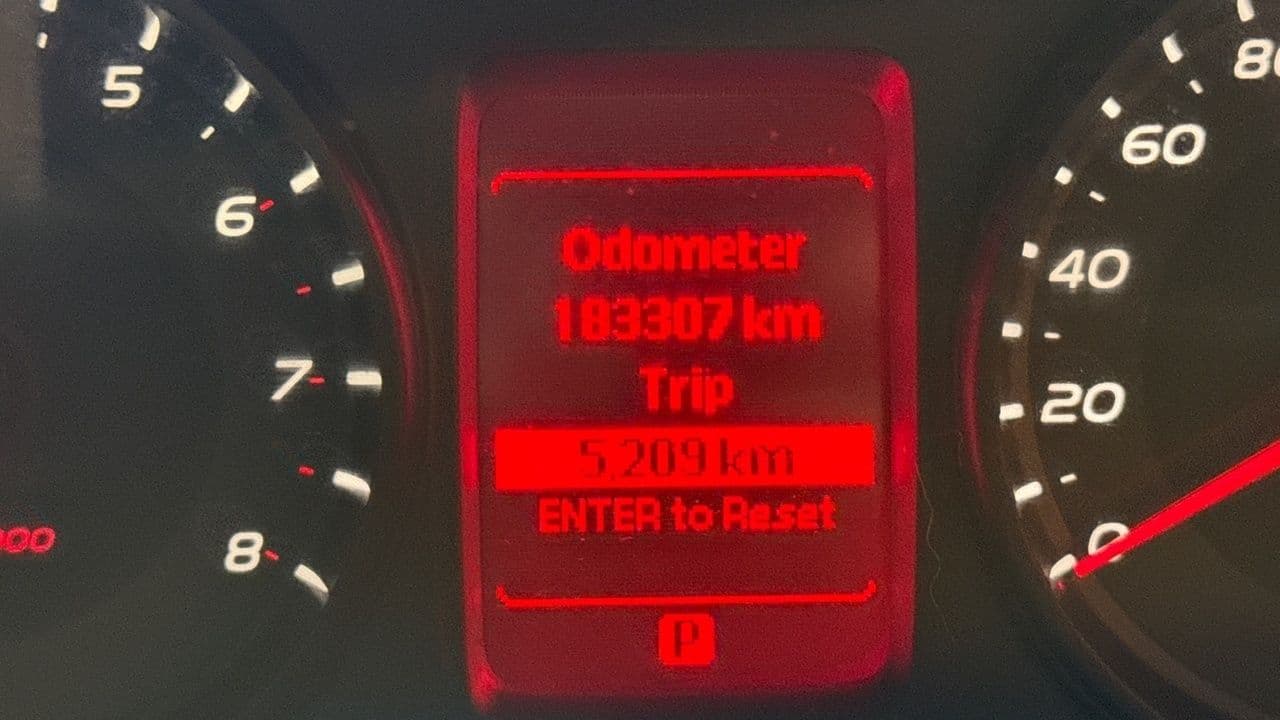 Odometer
183307 km
Trip
5,209 km
ENTER to Reset
P
5
6
7
8
80
60
40
20
0